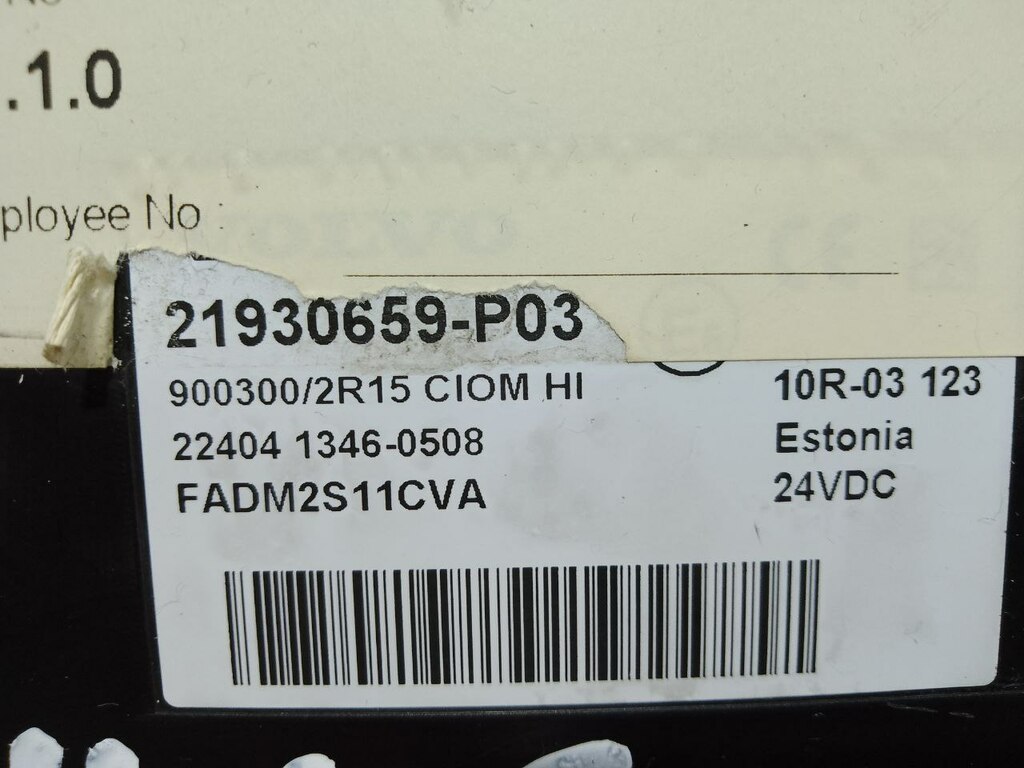 .1.0
ployee No :
21930659-P03
900300/2R15 CIOM HI
10R-03 123
22404 1346-0508
Estonia
FADM2S11CVA
24VDC